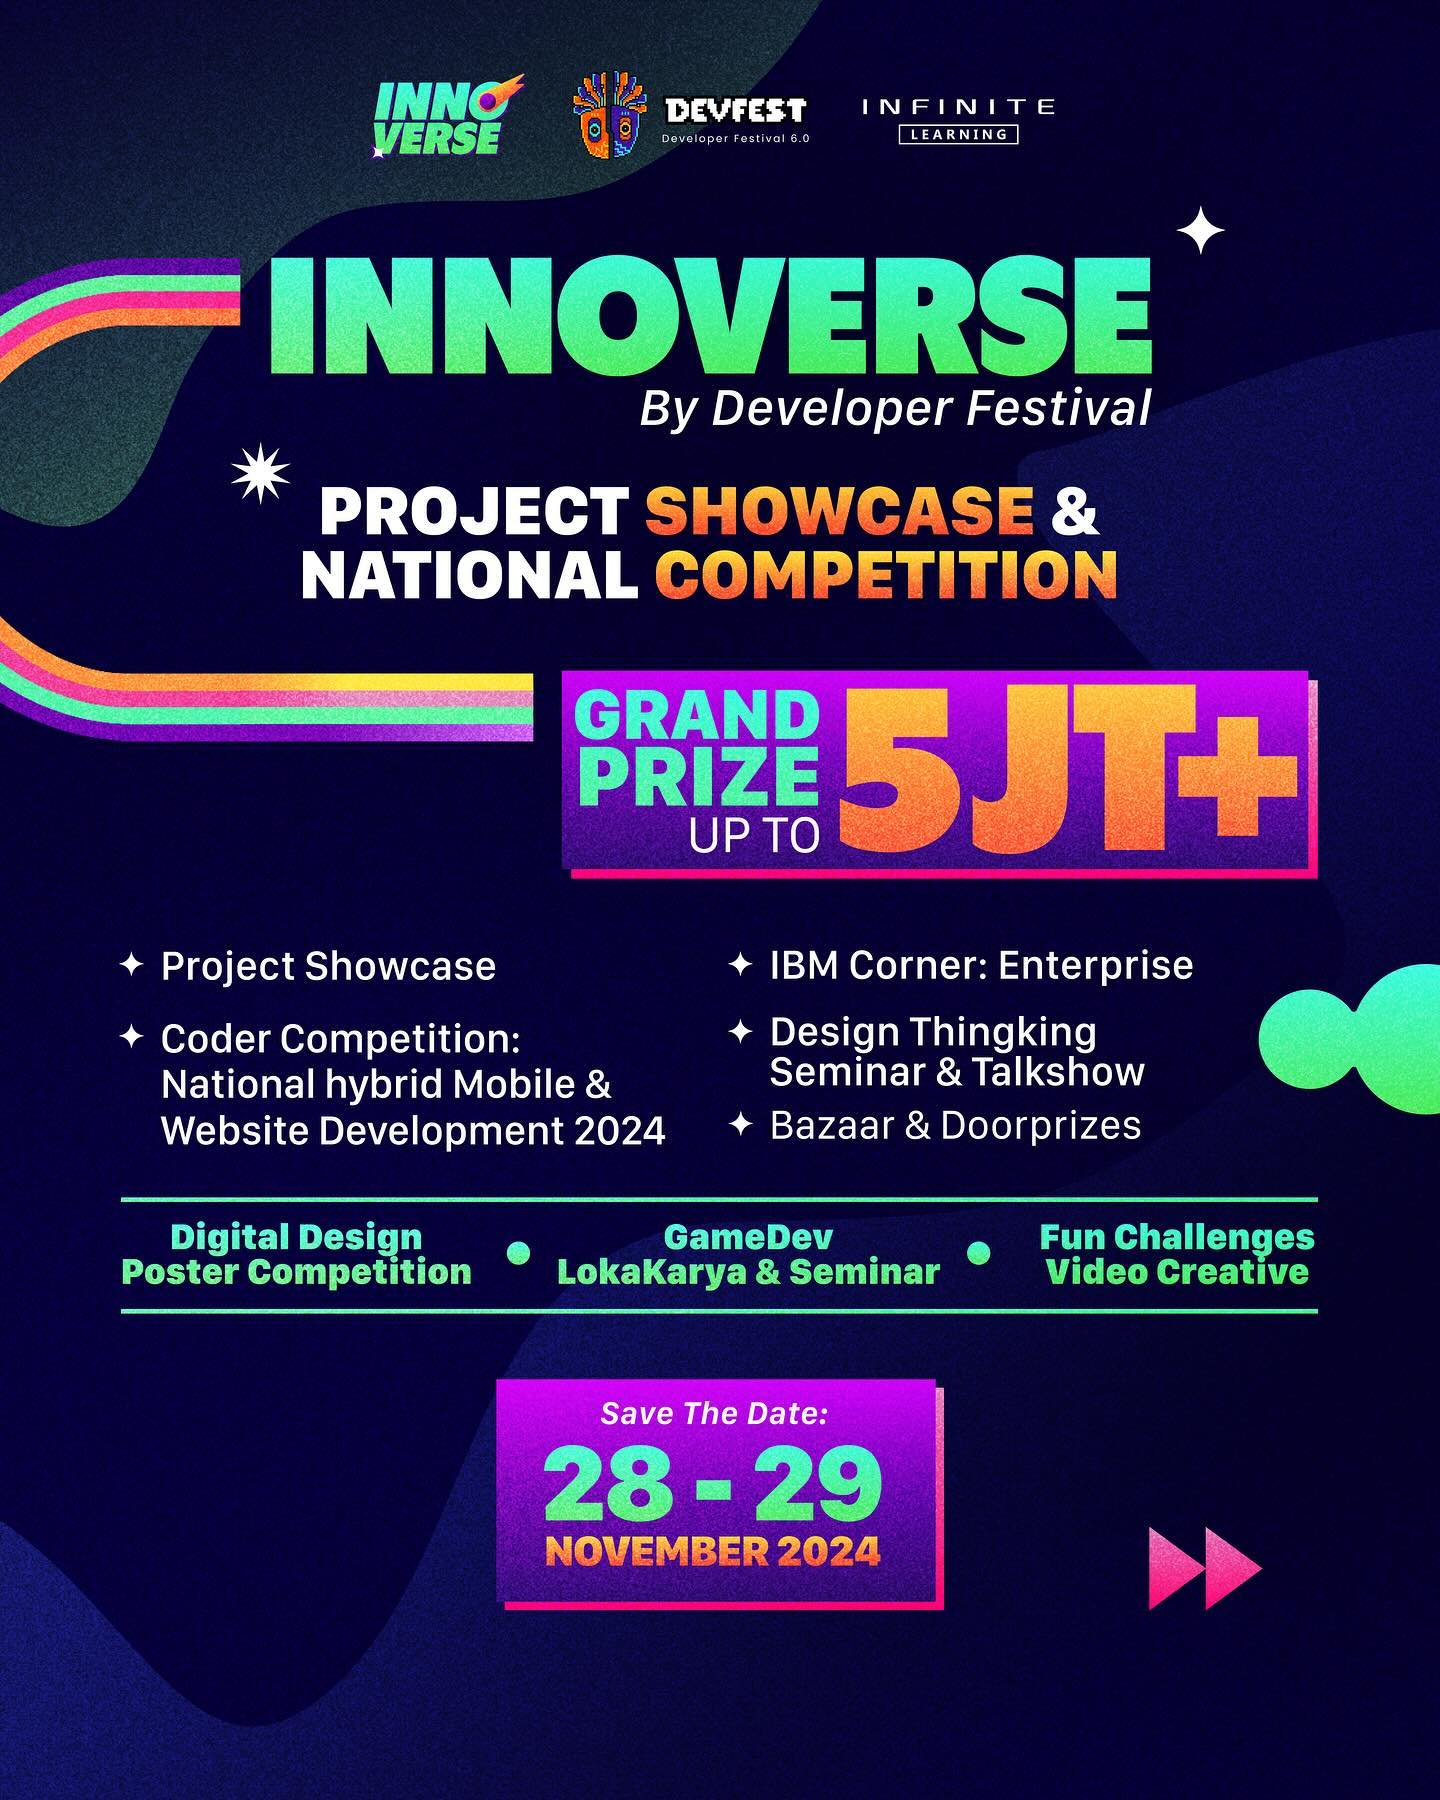 INNO
VERSE
DEVFEST
Developer Festival 6.0
INFINITE
LEARNING
INNOVERSE
By Developer Festival
PROJECT SHOWCASE &
NATIONAL COMPETITION
GRAND
PRIZE
UP TO
5JT+
Project Showcase
Coder Competition:
National hybrid Mobile &
Website Development 2024
IBM Corner: Enterprise
Design Thingking
Seminar & Talkshow
Bazaar & Doorprizes
Digital Design
Poster Competition
GameDev
LokaKarya & Seminar
Fun Challenges
Video Creative
Save The Date:
28 - 29
NOVEMBER 2024